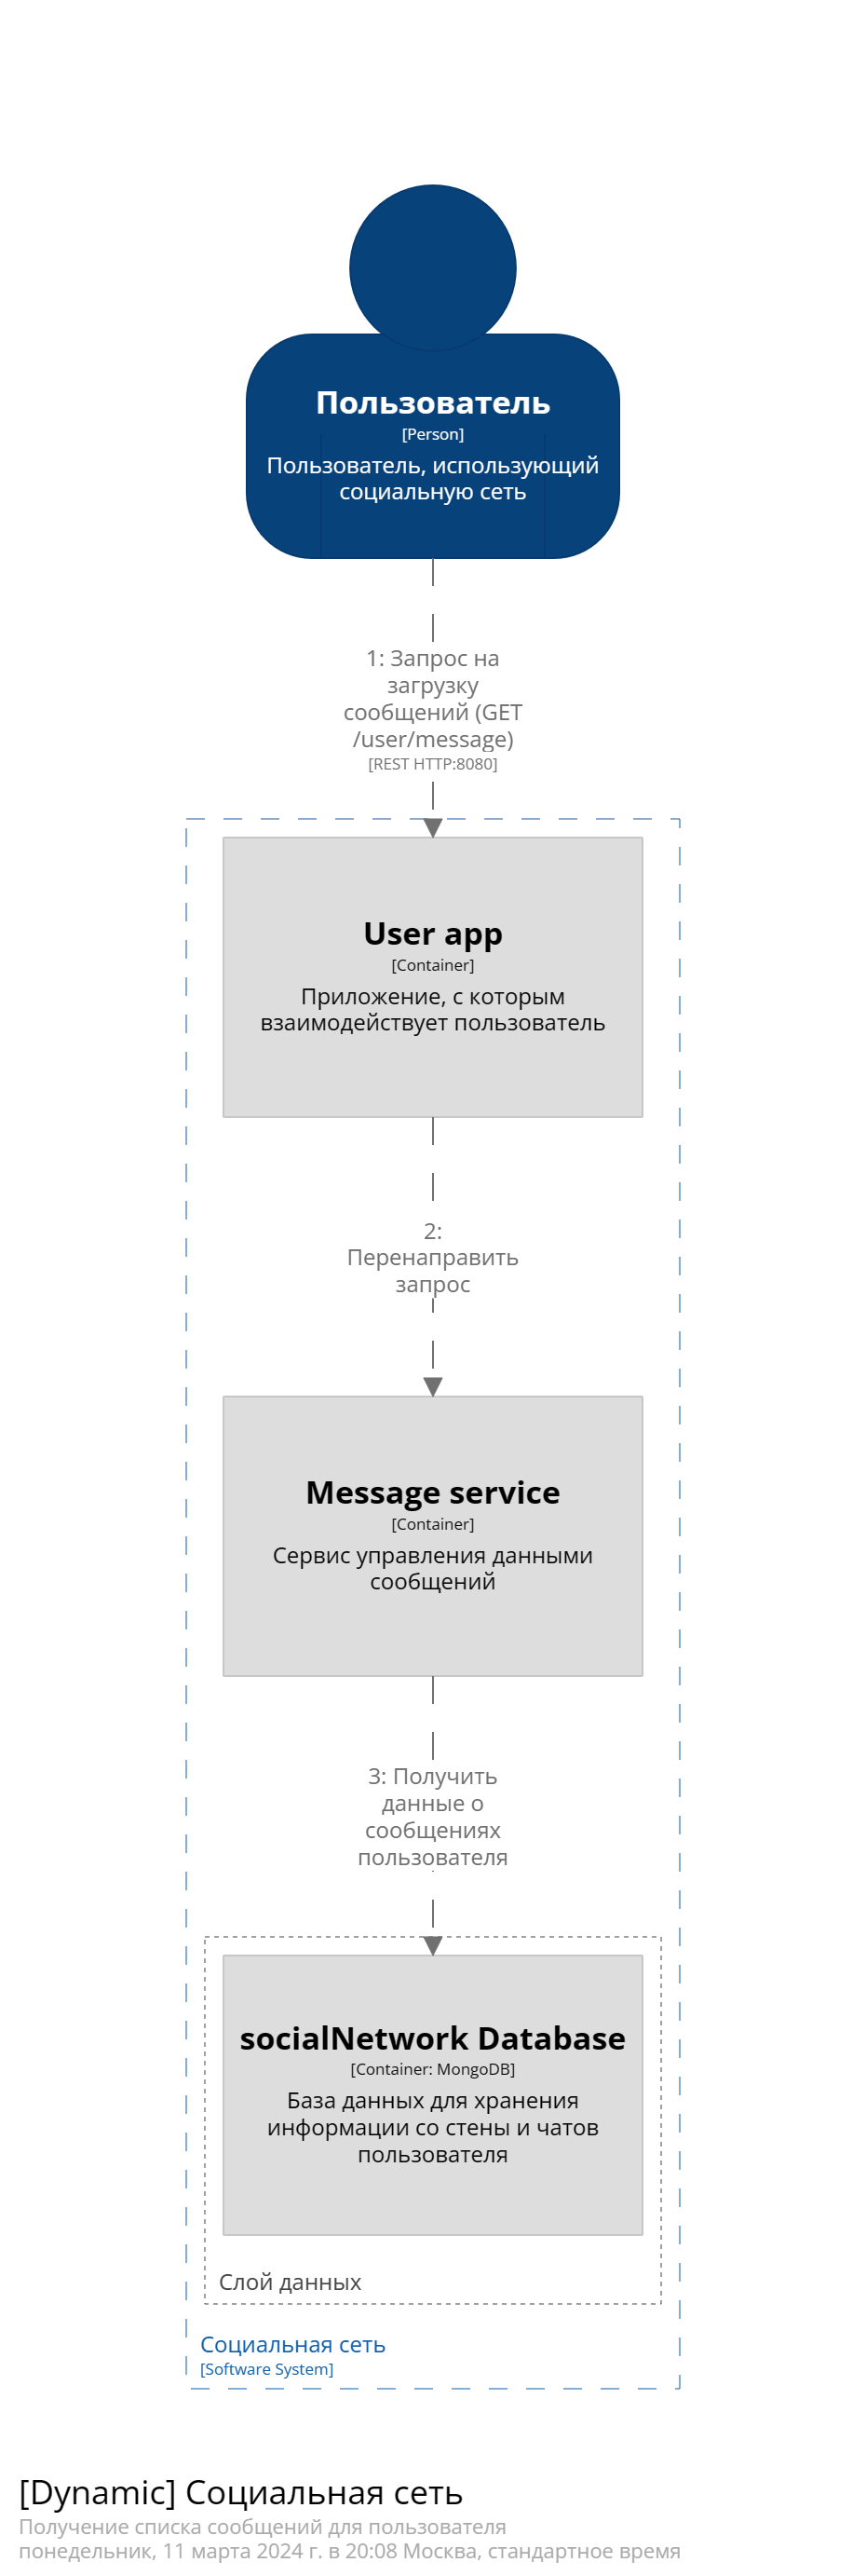 Пользователь
[Person]
Пользователь, использующий
социальную сеть
1: Запрос на
загрузку
сообщений (GET
/user/message)
[REST HTTP:8080]
User app
[Container]
Приложение, с которым
взаимодействует пользователь
2:
Перенаправить
запрос
Message service
[Container]
Сервис управления данными
сообщений
3: Получить
данные о
сообщениях
пользователя
socialNetwork Database
[Container: MongoDB]
База данных для хранения
информации со стены и чатов
пользователя
Слой данных
Социальная сеть
[Software System]
[Dynamic] Социальная сеть
Получение списка сообщений для пользователя
понедельник, 11 марта 2024 г. в 20:08 Москва, стандартное время